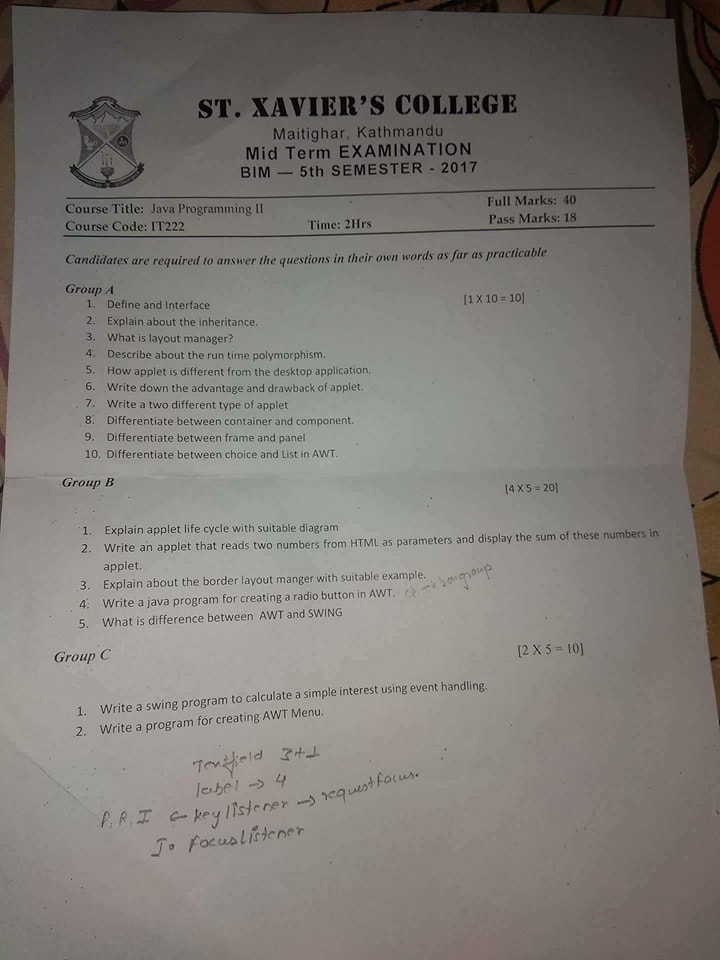 ST. XAVIER'S COLLEGE
Maitighar, Kathmandu
Mid Term EXAMINATION
BIM — 5th SEMESTER - 2017
Course Title: Java Programming II Full Marks: 40
Course Code: IT222 Time: 2Hrs Pass Marks: 18
Candidates are required to answer the questions in their own words as far as practicable
Group A [1 X 10 = 10]
1. Define and Interface
2. Explain about the inheritance.
3. What is layout manager?
4. Describe about the run time polymorphism.
5. How applet is different from the desktop application.
6. Write down the advantage and drawback of applet.
7. Write a two different type of applet
8. Differentiate between container and component.
9. Differentiate between frame and panel
10. Differentiate between choice and List in AWT.
Group B [4 X 5 = 20]
1. Explain applet life cycle with suitable diagram
2. Write an applet that reads two numbers from HTML as parameters and display the sum of these numbers in
applet.
3. Explain about the border layout manger with suitable example.
4. Write a java program for creating a radio button in AWT.
5. What is difference between AWT and SWING
Group C [2 X 5 = 10]
1. Write a swing program to calculate a simple interest using event handling.
2. Write a program for creating AWT Menu.
Textfield 3+1
label → 4
P, R, I ← keylistener → requestfocus.
Focuslistener